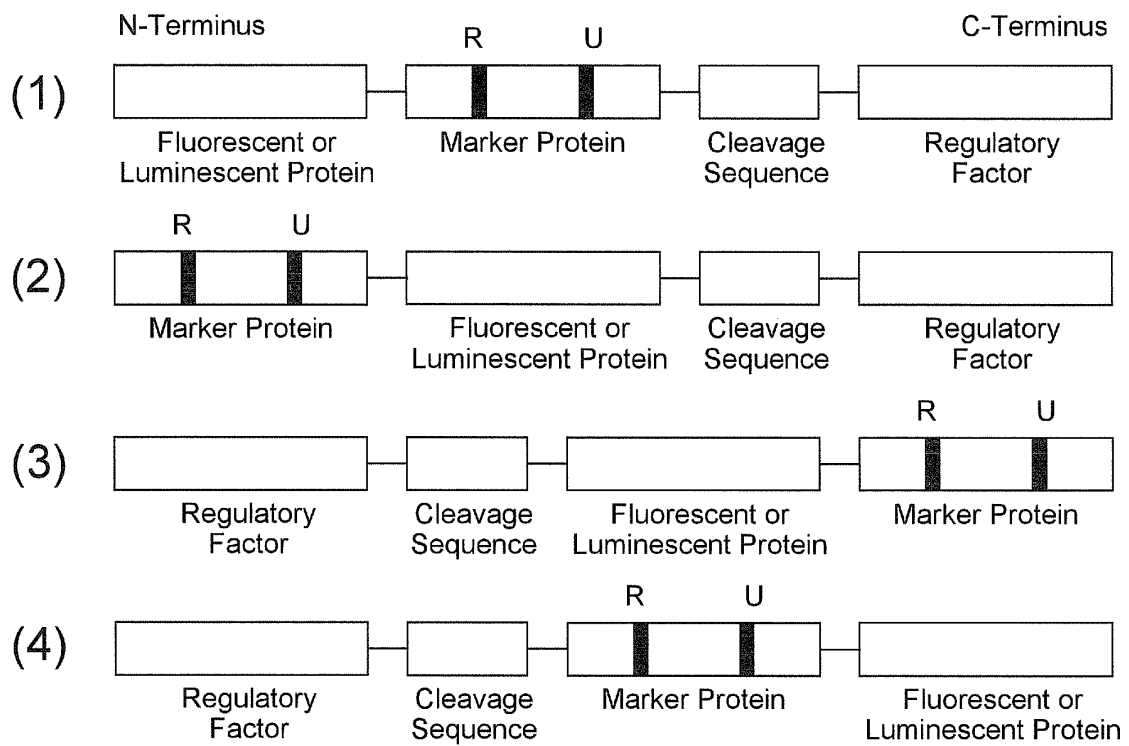 N-Terminus C-Terminus
R U
(1)
Fluorescent or Marker Protein Cleavage Regulatory
Luminescent Protein Sequence Factor
R U
(2)
Marker Protein Fluorescent or Cleavage Regulatory
Luminescent Protein Sequence Factor
R U
(3)
Regulatory Cleavage Fluorescent or Marker Protein
Factor Sequence Luminescent Protein
R U
(4)
Regulatory Cleavage Marker Protein Fluorescent or
Factor Sequence Luminescent Protein